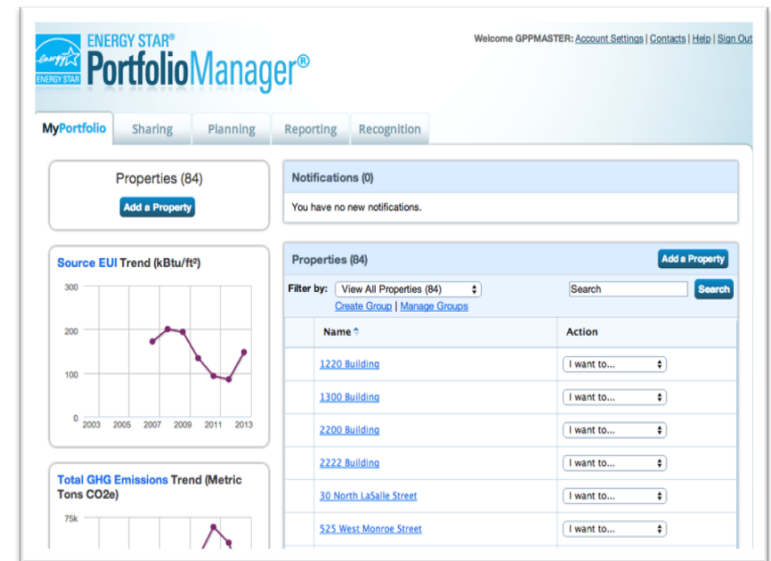 ENERGY STAR®
PortfolioManager®
energy
ENERGY STAR
Welcome GPPMASTER: Account Settings | Contacts | Help | Sign Out
MyPortfolio Sharing Planning Reporting Recognition
Properties (84)
Add a Property
Source EUI Trend (kBtu/ft²)
300
200
100
0
2003 2005 2007 2009 2011 2013
Total GHG Emissions Trend (Metric
Tons CO2e)
75k
Notifications (0)
You have no new notifications.
Properties (84) Add a Property
Filter by: View All Properties (84) Search Search
Create Group | Manage Groups
Name Action
1220 Building I want to...
1300 Building I want to...
2200 Building I want to...
2222 Building I want to...
30 North LaSalle Street I want to...
525 West Monroe Street I want to...